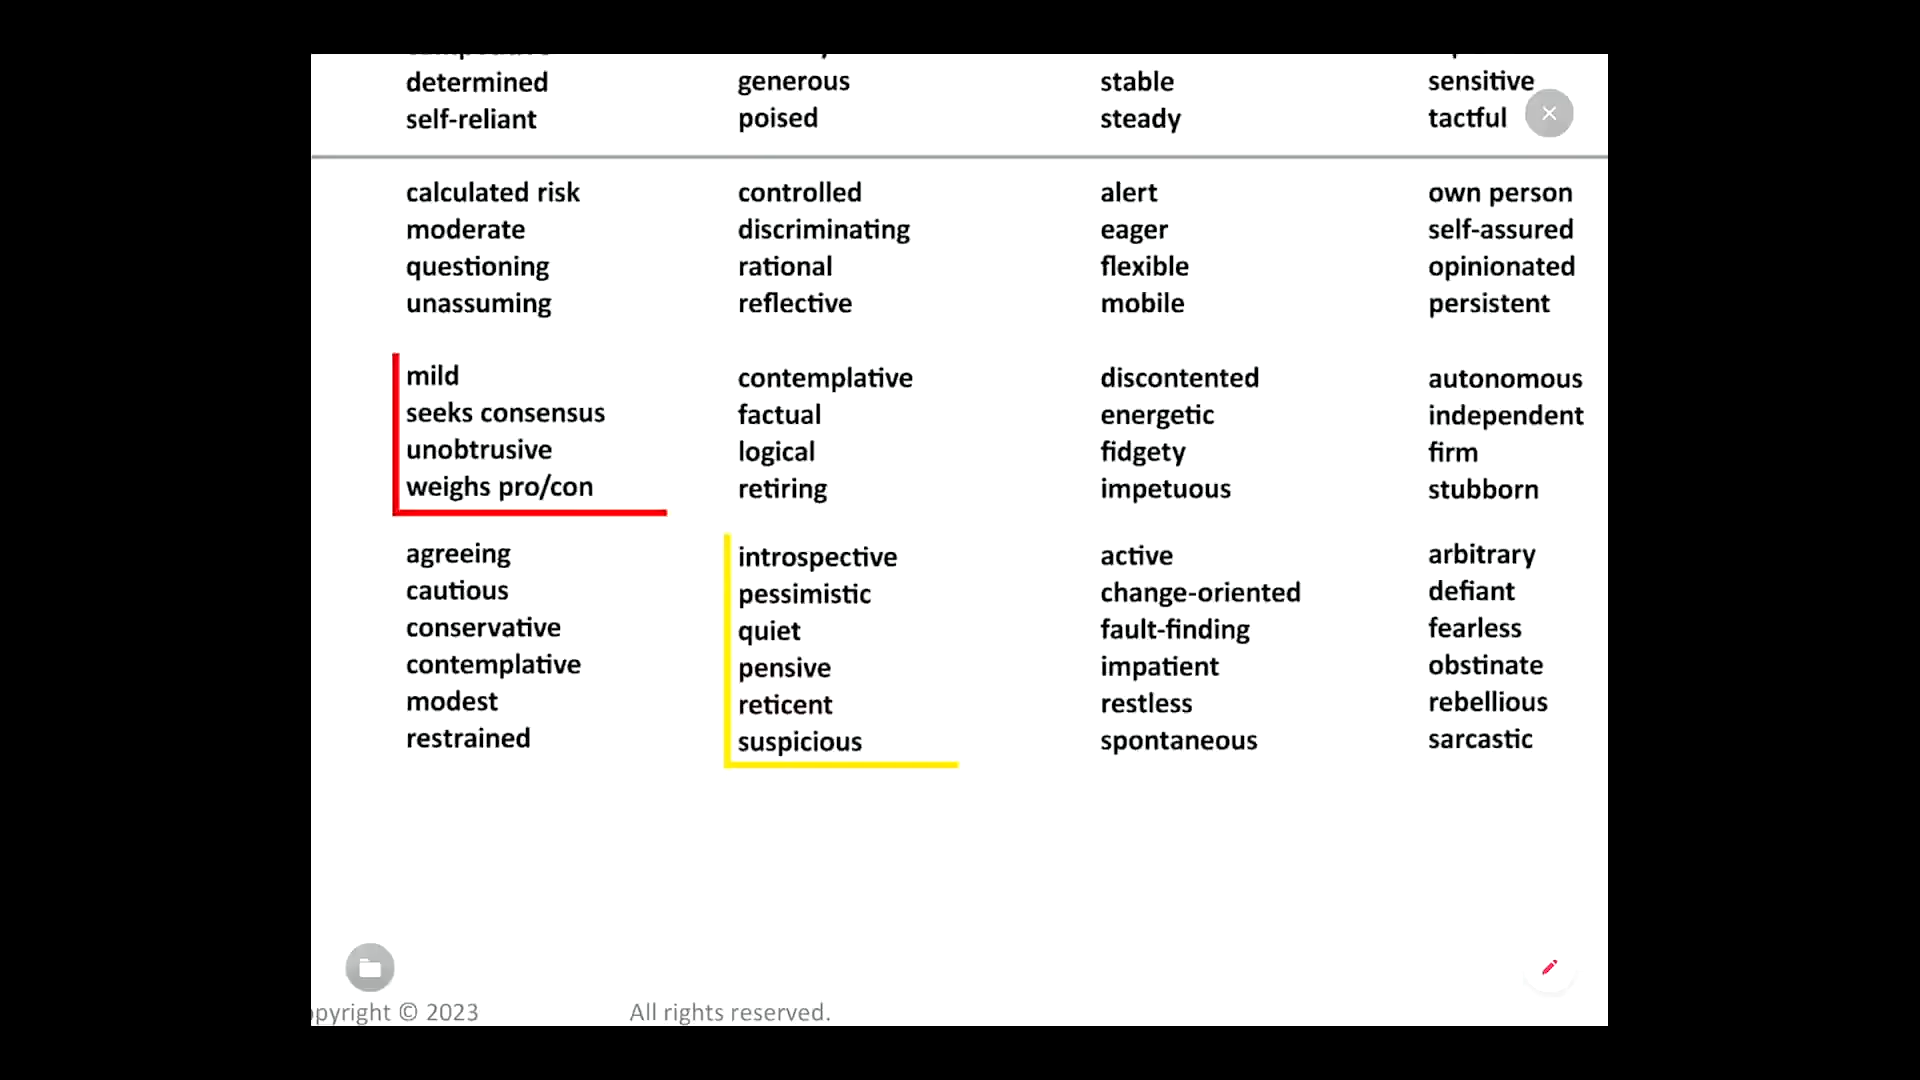 determined
self-reliant
generous
poised
stable
steady
sensitive
tactful
calculated risk
moderate
questioning
unassuming
controlled
discriminating
rational
reflective
alert
eager
flexible
mobile
own person
self-assured
opinionated
persistent
mild
seeks consensus
unobtrusive
weighs pro/con
contemplative
factual
logical
retiring
discontented
energetic
fidgety
impetuous
autonomous
independent
firm
stubborn
agreeing
cautious
conservative
contemplative
modest
restrained
introspective
pessimistic
quiet
pensive
reticent
suspicious
active
change-oriented
fault-finding
impatient
restless
spontaneous
arbitrary
defiant
fearless
obstinate
rebellious
sarcastic
opyright © 2023 All rights reserved.